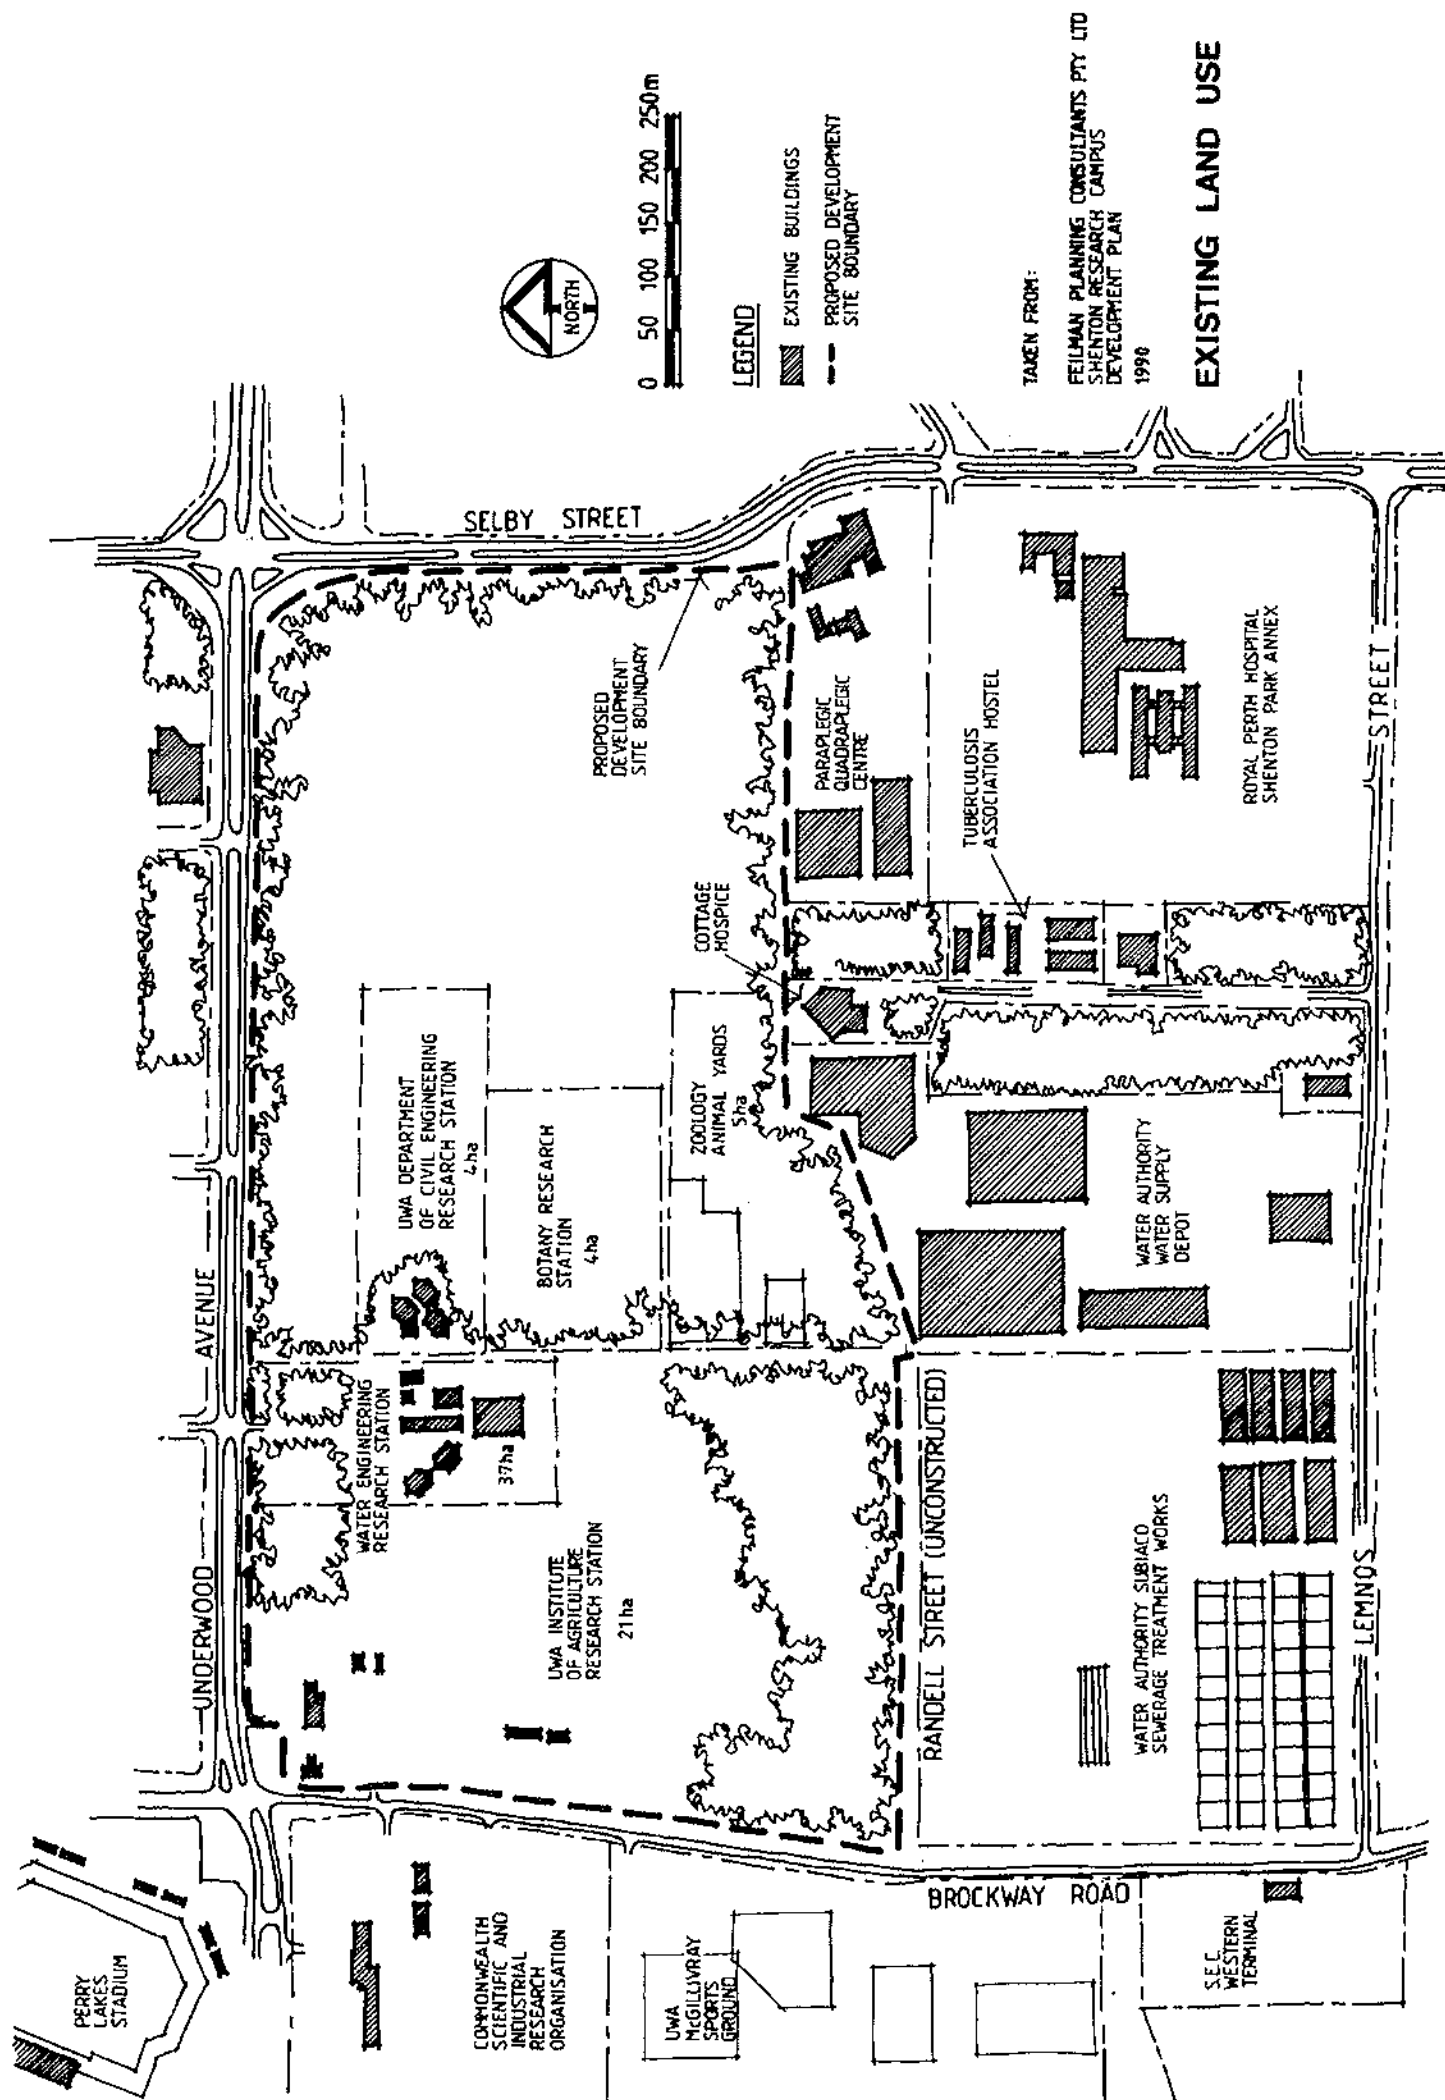 PERRY
LAKES
STADIUM
UNDERWOOD AVENUE
SELBY STREET
COMMONWEALTH
SCIENTIFIC AND
INDUSTRIAL
RESEARCH
ORGANISATION
WATER ENGINEERING
RESEARCH STATION
37ha
UWA DEPARTMENT
OF CIVIL ENGINEERING
RESEARCH STATION
4ha
UWA INSTITUTE
OF AGRICULTURE
RESEARCH STATION
21ha
BOTANY RESEARCH
STATION
4ha
PROPOSED
DEVELOPMENT
SITE BOUNDARY
UWA
McGILLIVRAY
SPORTS
GROUND
ZOOLOGY
ANIMAL YARDS
5ha
COTTAGE
HOSPICE
PARAPLEGIC
QUADRAPLEGIC
CENTRE
BROCKWAY ROAD
RANDELL STREET (UNCONSTRUCTED)
TUBERCULOSIS
ASSOCIATION HOSTEL
WATER AUTHORITY SUBIACO
SEWERAGE TREATMENT WORKS
WATER AUTHORITY
WATER SUPPLY
DEPOT
ROYAL PERTH HOSPITAL
SHENTON PARK ANNEX
S.E.C.
WESTERN
TERMINAL
LEMNOS STREET
NORTH
0 50 100 150 200 250m
LEGEND
EXISTING BUILDINGS
PROPOSED DEVELOPMENT
SITE BOUNDARY
TAKEN FROM:
FEILMAN PLANNING CONSULTANTS PTY LTD
SHENTON RESEARCH CAMPUS
DEVELOPMENT PLAN
1990
EXISTING LAND USE